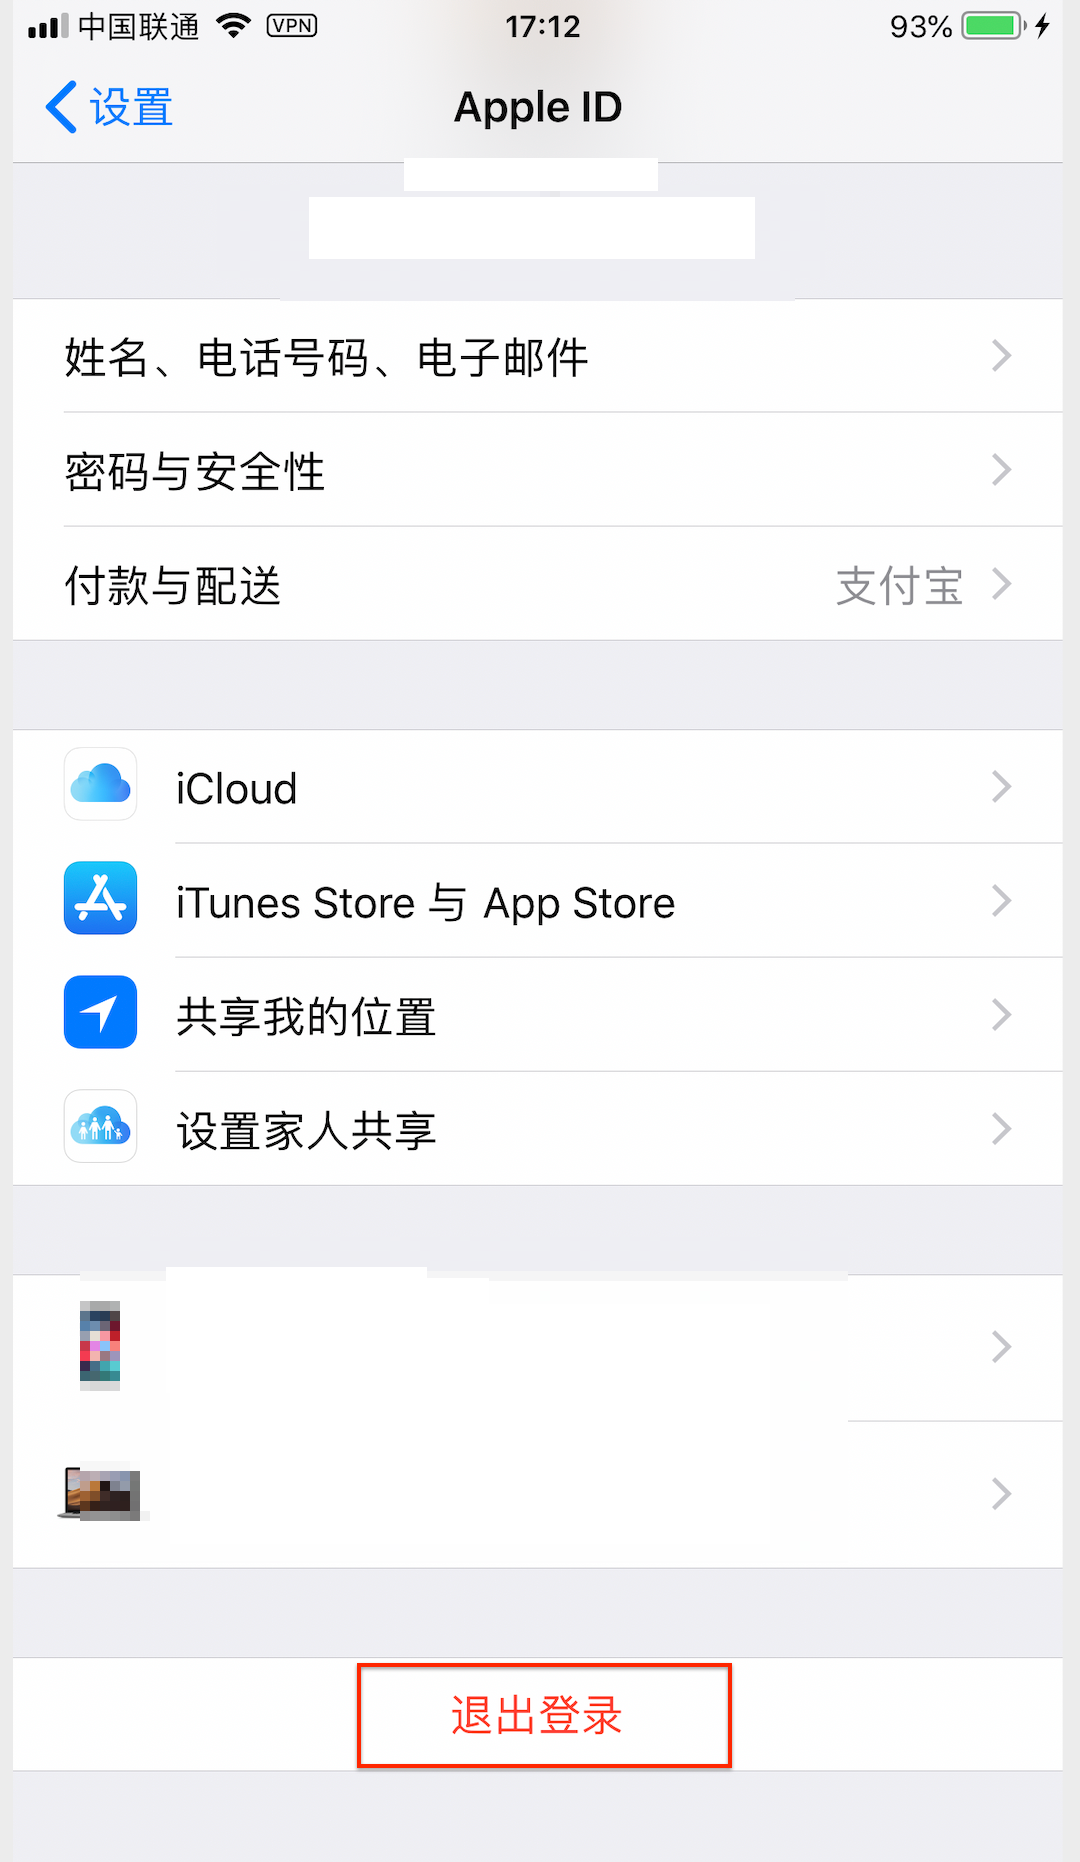 中国联通 VPN 17:12 93%
设置 Apple ID
姓名、电话号码、电子邮件
密码与安全性
付款与配送 支付宝
iCloud
iTunes Store 与 App Store
共享我的位置
设置家人共享
退出登录